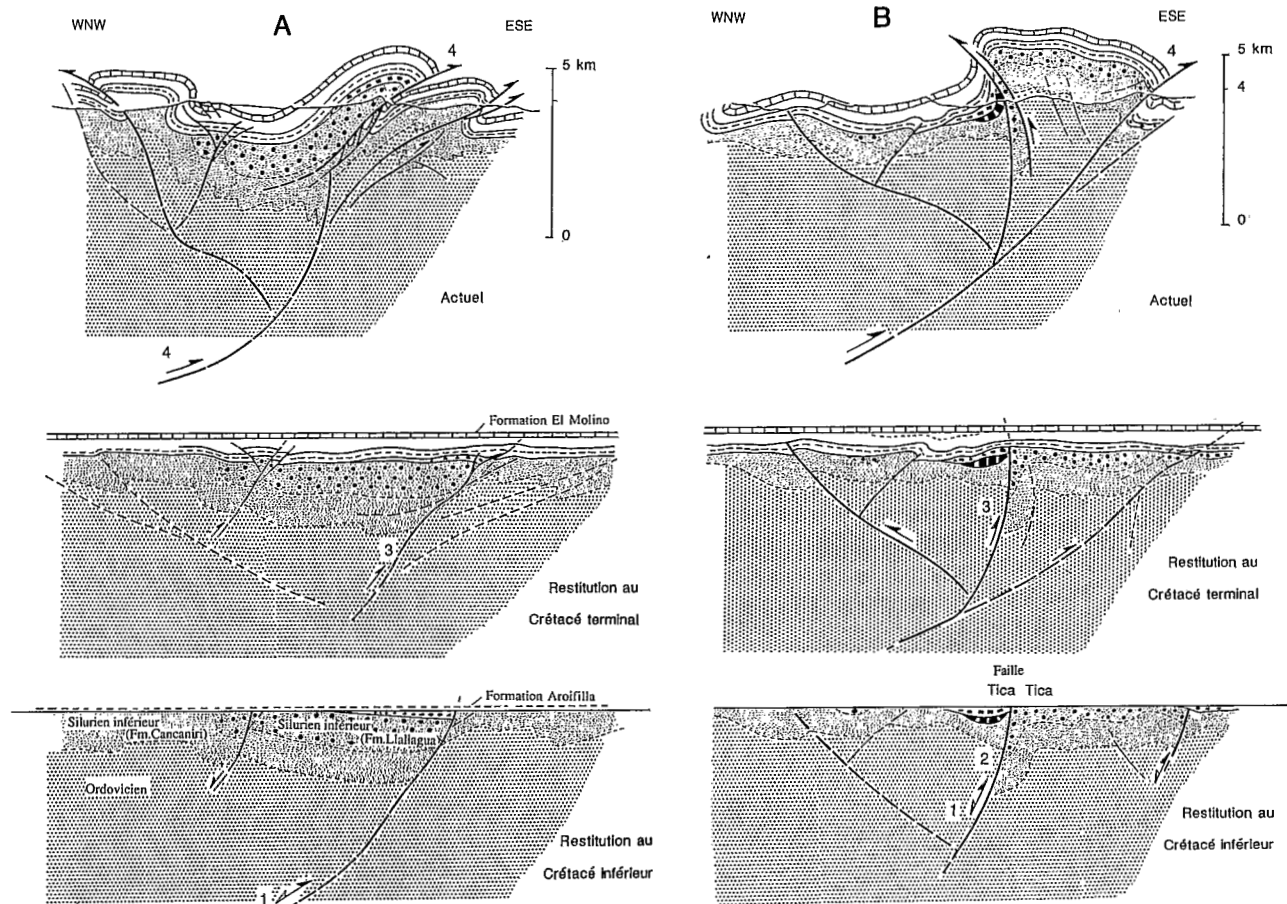 WNW
A
ESE
4
5 km
0
Actuel
4
WNW
B
ESE
4
5 km
4
0
Actuel
Formation El Molino
3
Restitution au
Crétacé terminal
3
Restitution au
Crétacé terminal
Formation Aroifilla
Silurien inférieur
(Fm.Cancaniri)
Silurien inférieur
(Fm.Llallagua)
Ordovicien
Restitution au
Crétacé inférieur
1
Faille
Tica Tica
2
1
Restitution au
Crétacé inférieur